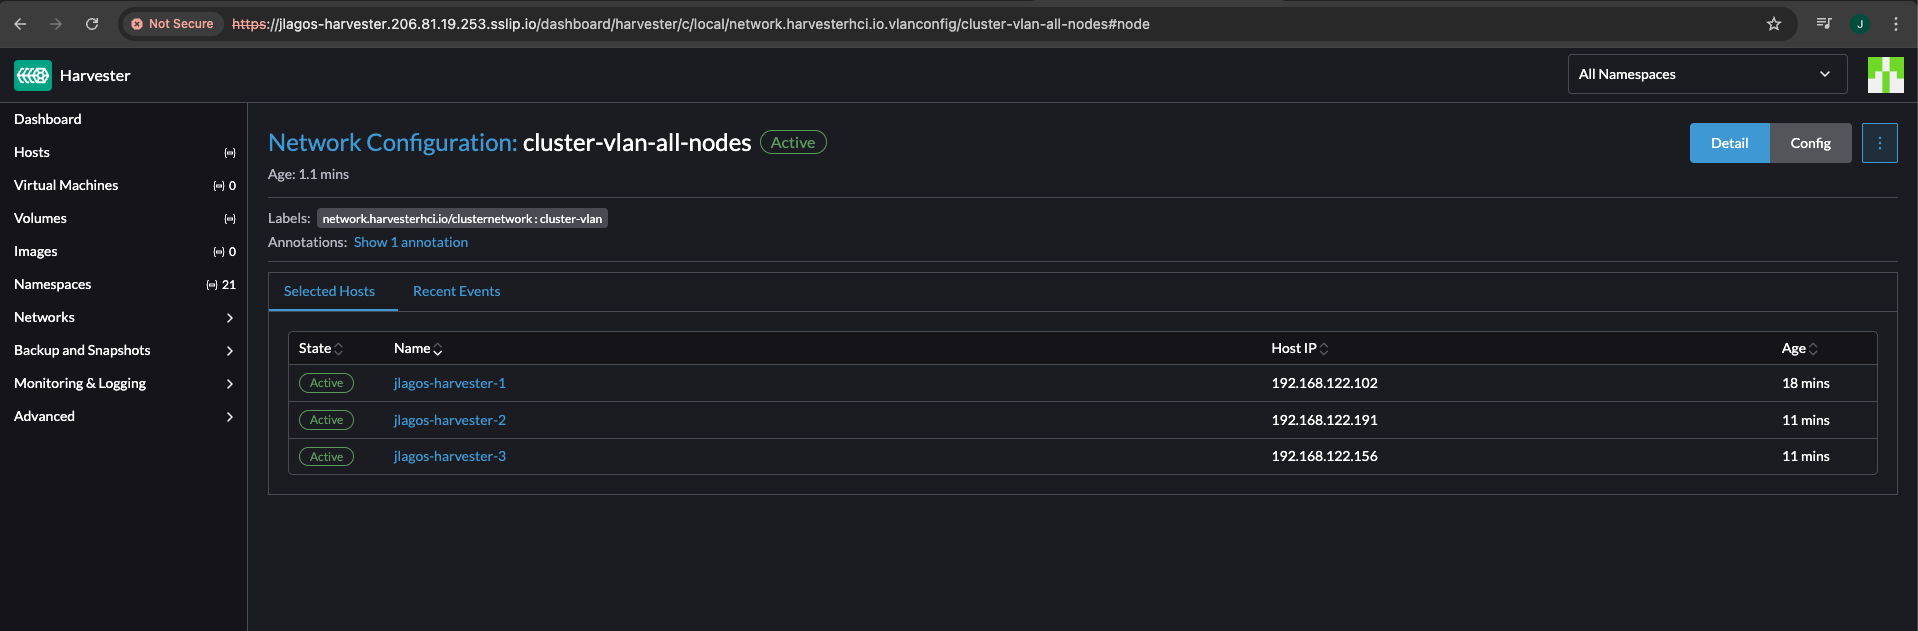 Not Secure https://jlagos-harvester.206.81.19.253.sslip.io/dashboard/harvester/c/local/network.harvesterhci.io.vlanconfig/cluster-vlan-all-nodes#node J
Harvester
All Namespaces
Dashboard
Hosts
Virtual Machines 0
Volumes
Images 0
Namespaces 21
Networks
Backup and Snapshots
Monitoring & Logging
Advanced
Network Configuration: cluster-vlan-all-nodes Active
Detail Config
Age: 1.1 mins
Labels: network.harvesterhci.io/clusternetwork : cluster-vlan
Annotations: Show 1 annotation
Selected Hosts Recent Events
State Name Host IP Age
Active jlagos-harvester-1 192.168.122.102 18 mins
Active jlagos-harvester-2 192.168.122.191 11 mins
Active jlagos-harvester-3 192.168.122.156 11 mins